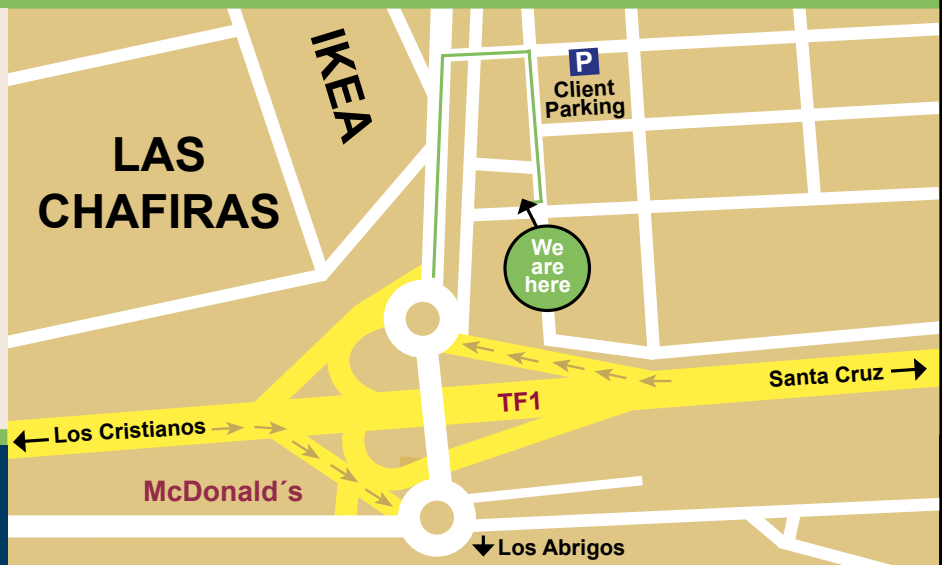 IKEA
P
Client
Parking
LAS
CHAFIRAS
We
are
here
Santa Cruz
TF1
Los Cristianos
McDonald´s
Los Abrigos